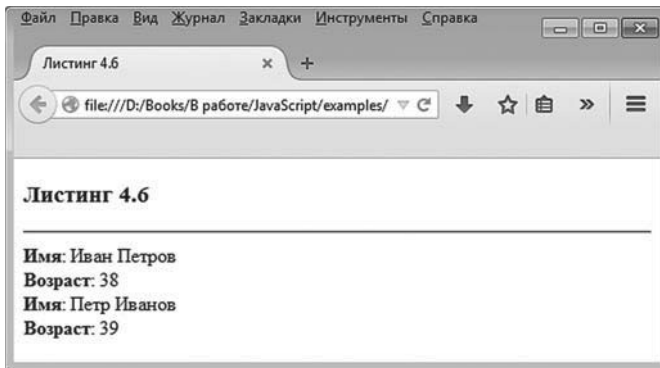 Файл Правка Вид Журнал Закладки Инструменты Справка
Листинг 4.6
file:///D:/Books/В работе/JavaScript/examples/
Листинг 4.6
Имя: Иван Петров
Возраст: 38
Имя: Петр Иванов
Возраст: 39